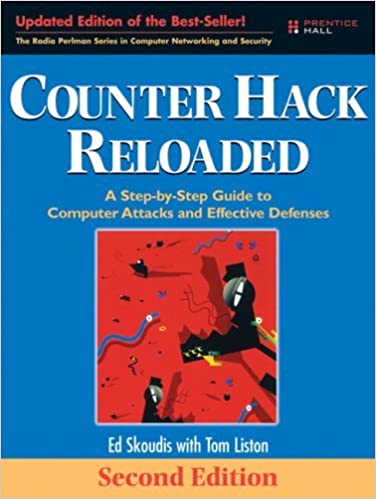 Updated Edition of the Best-Seller!
The Radia Perlman Series in Computer Networking and Security
PRENTICE
HALL
COUNTER HACK
RELOADED
A Step-by-Step Guide to
Computer Attacks and Effective Defenses
Ed Skoudis with Tom Liston
Second Edition